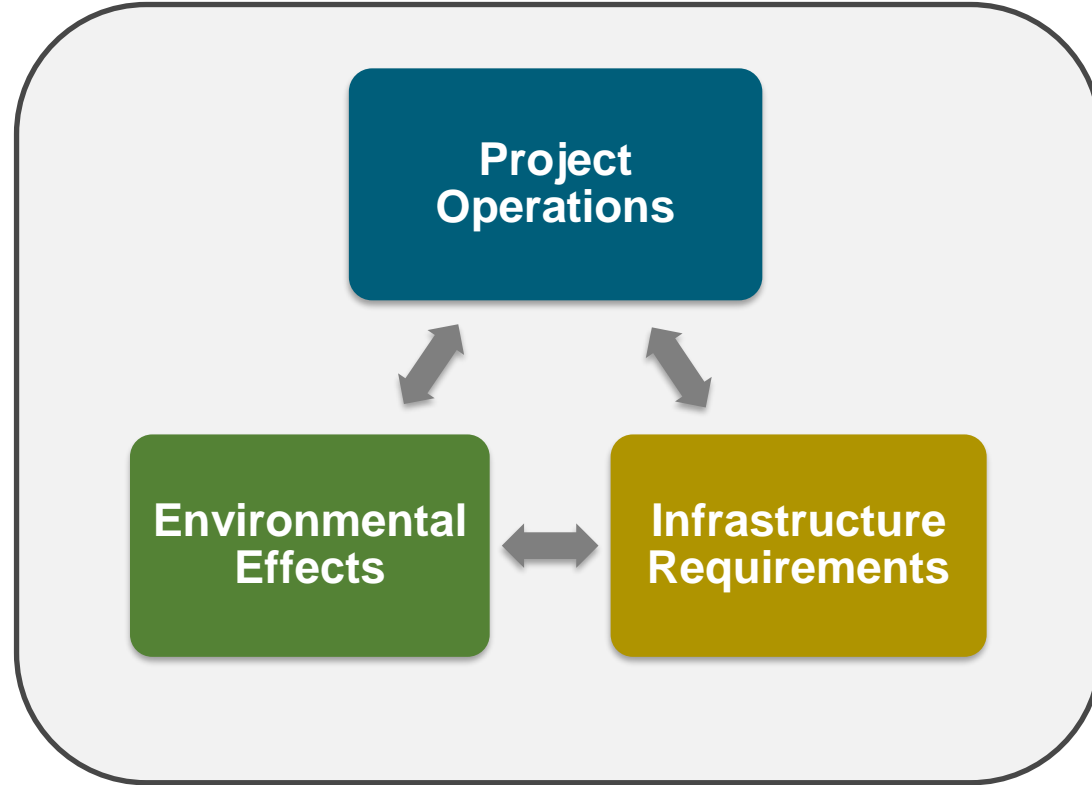 Project
Operations
Environmental
Effects
Infrastructure
Requirements